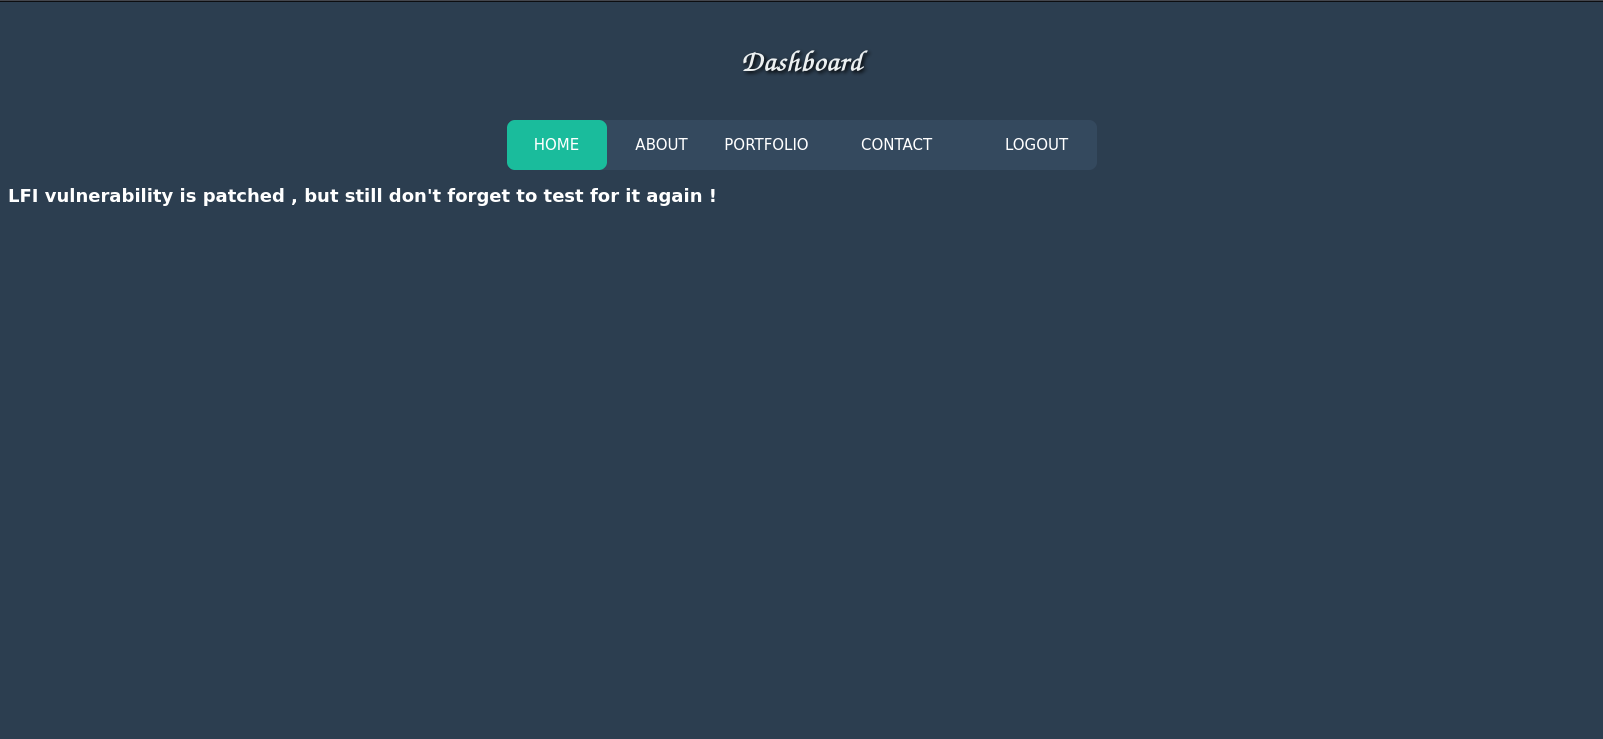 Dashboard
HOME ABOUT PORTFOLIO CONTACT LOGOUT
LFI vulnerability is patched , but still don't forget to test for it again !